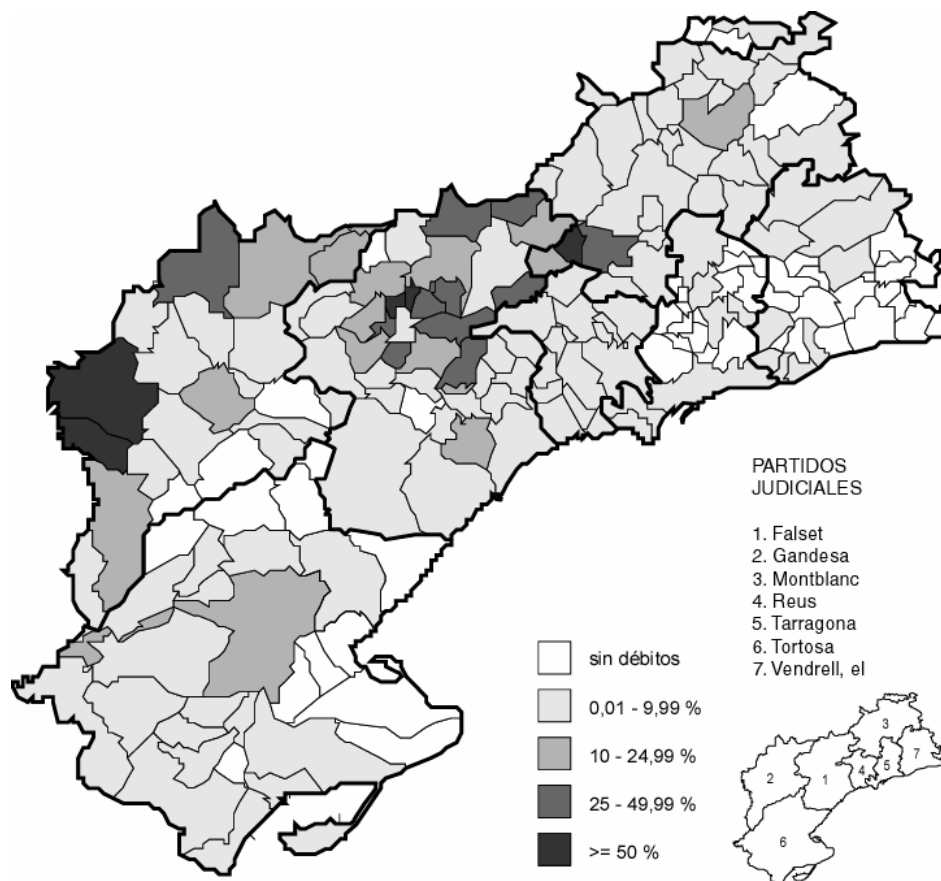 PARTIDOS
JUDICIALES
1. Falset
2. Gandesa
3. Montblanc
4. Reus
5. Tarragona
6. Tortosa
7. Vendrell, el
sin débitos
0,01 - 9,99 %
10 - 24,99 %
25 - 49,99 %
>= 50 %
3
2
1
4
5
7
6